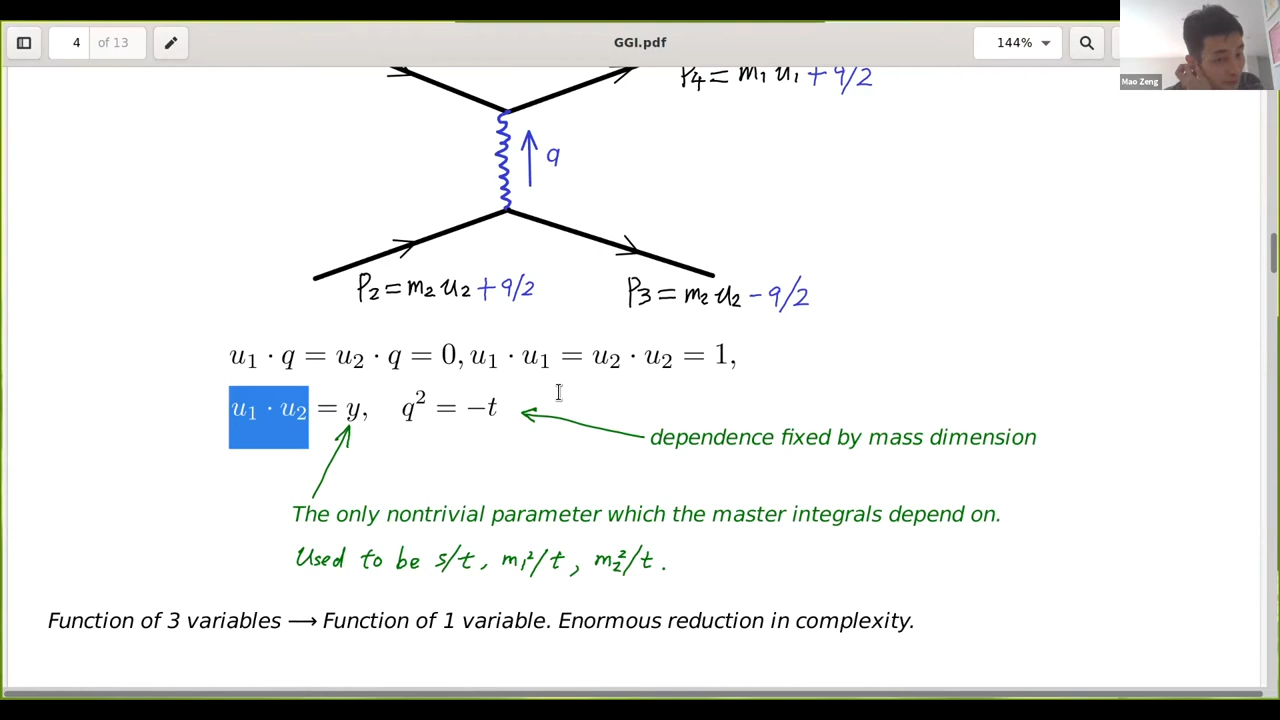 4 of 13
GGI.pdf
144%
Mao Zeng
P4 = m1 u1 + q/2
q
P2 = m2 u2 + q/2
P3 = m2 u2 - q/2
u₁ · q = u₂ · q = 0, u₁ · u₁ = u₂ · u₂ = 1,
u₁ · u₂ = y, q² = −t
dependence fixed by mass dimension
The only nontrivial parameter which the master integrals depend on.
Used to be s/t, m₁²/t, m₂²/t.
Function of 3 variables ⟶ Function of 1 variable. Enormous reduction in complexity.